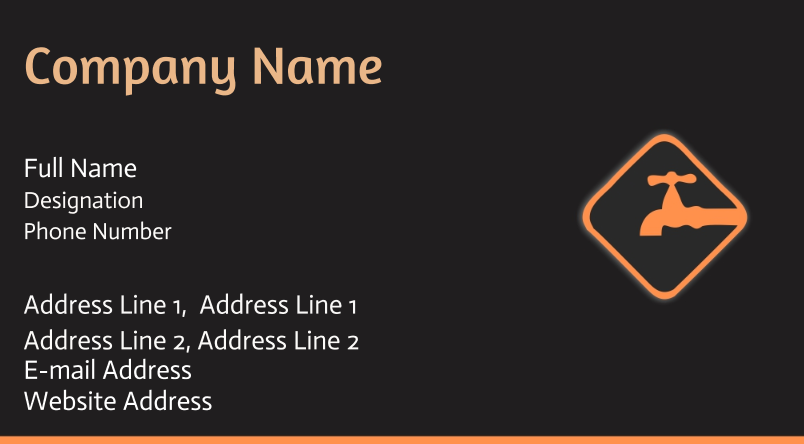 Company Name
Full Name
Designation
Phone Number
Address Line 1,  Address Line 1
Address Line 2, Address Line 2
E-mail Address
Website Address